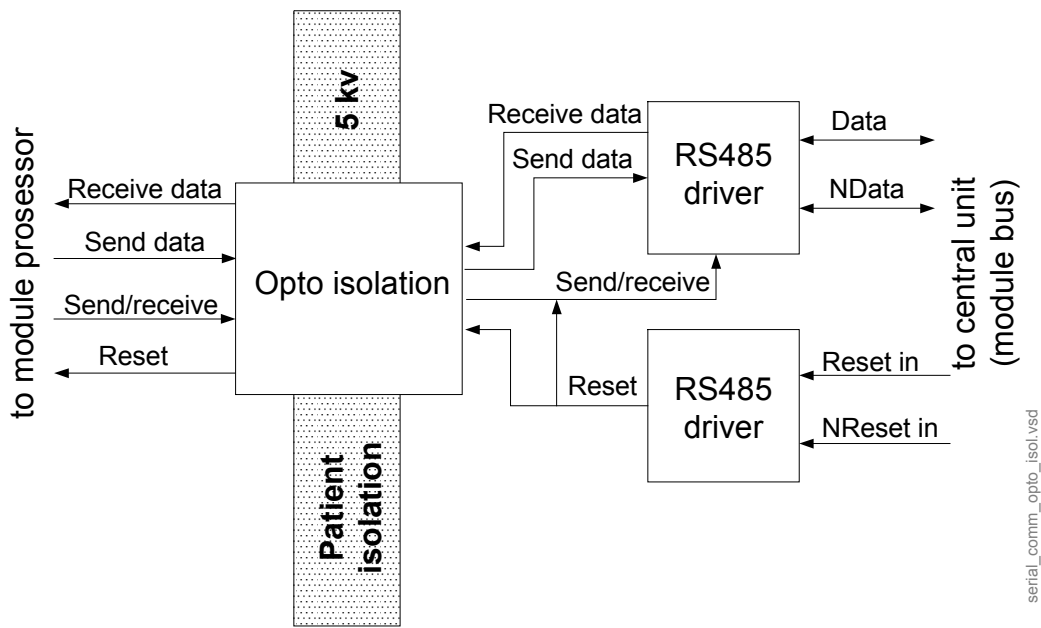 5 kv
to module prosessor
Receive data
Send data
Send/receive
Reset
Opto isolation
Patient
isolation
Receive data
Send data
Send/receive
Reset
RS485
driver
RS485
driver
Data
NData
Reset in
NReset in
to central unit
(module bus)
serial_comm_opto_isol.vsd